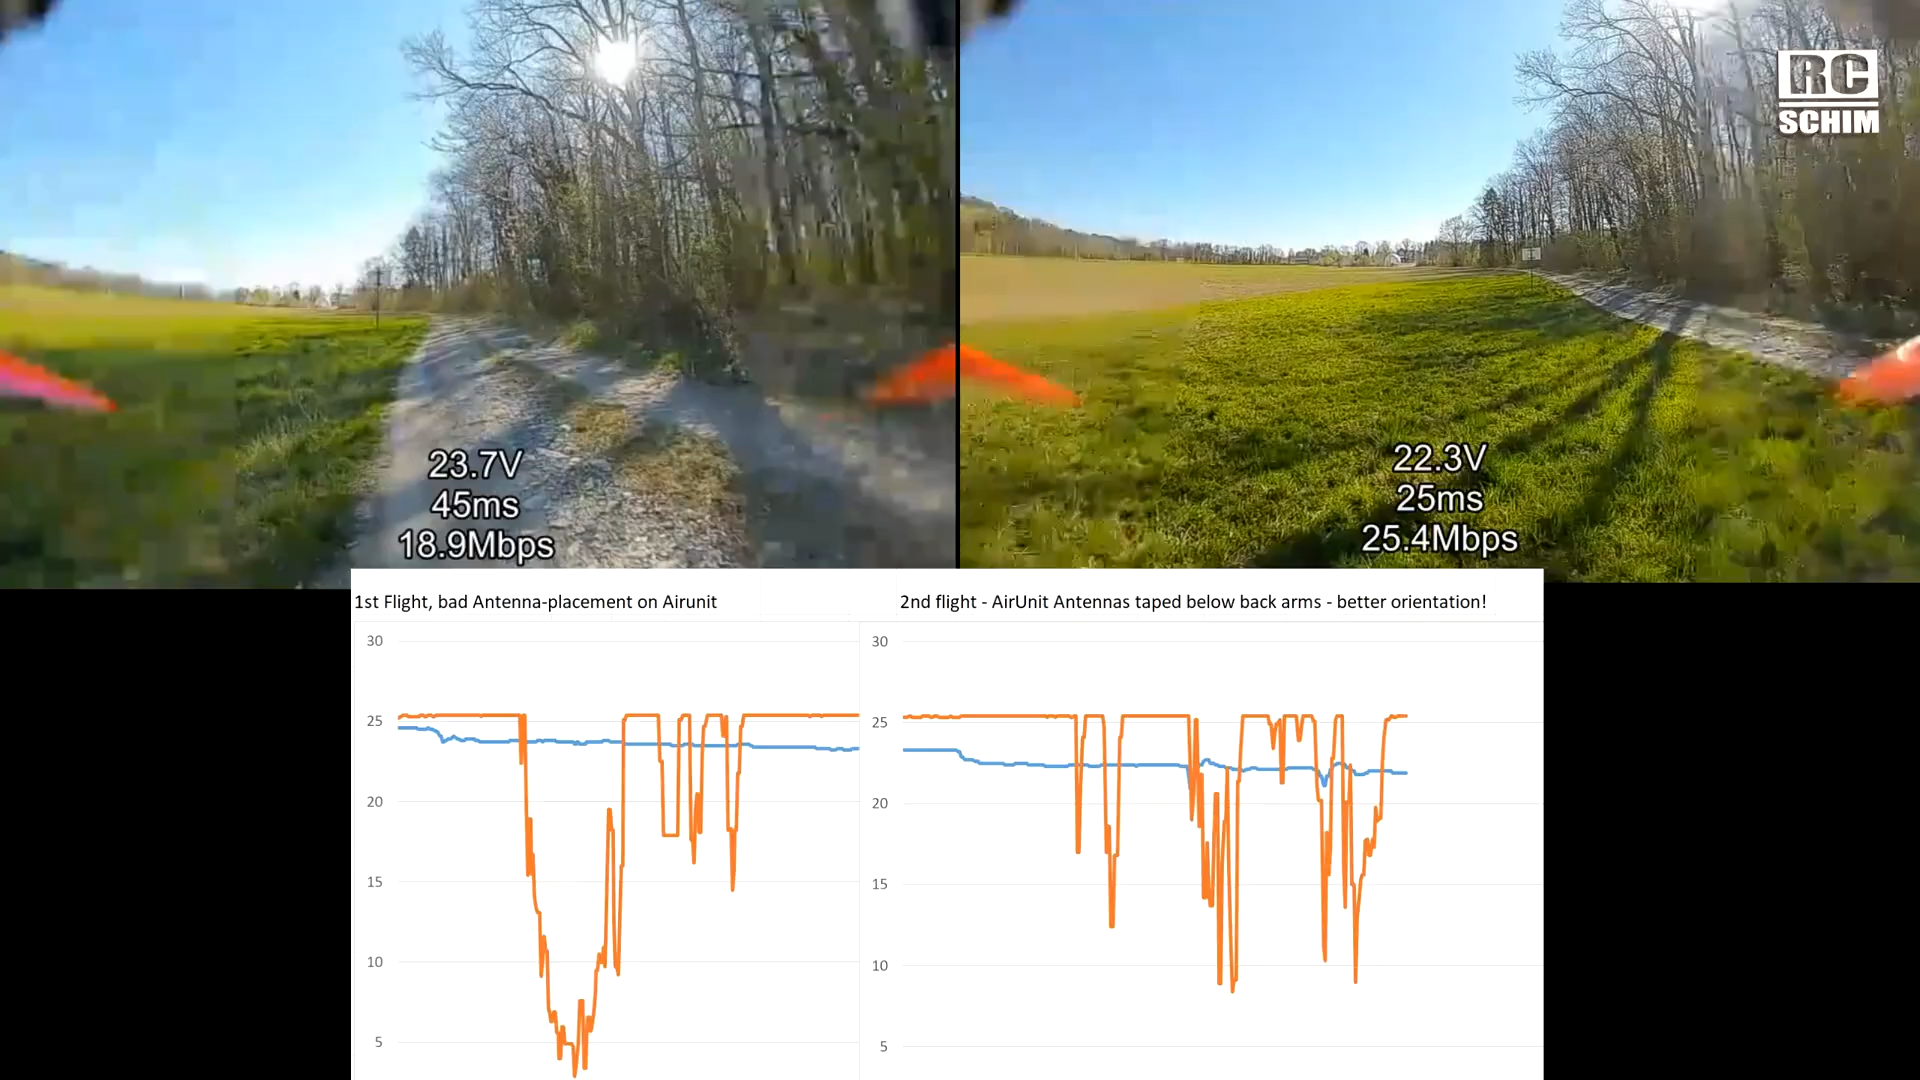 RC
SCHIM
23.7V
45ms
18.9Mbps
22.3V
25ms
25.4Mbps
1st Flight, bad Antenna-placement on Airunit
2nd flight - AirUnit Antennas taped below back arms - better orientation!
30
25
20
15
10
5
30
25
20
15
10
5